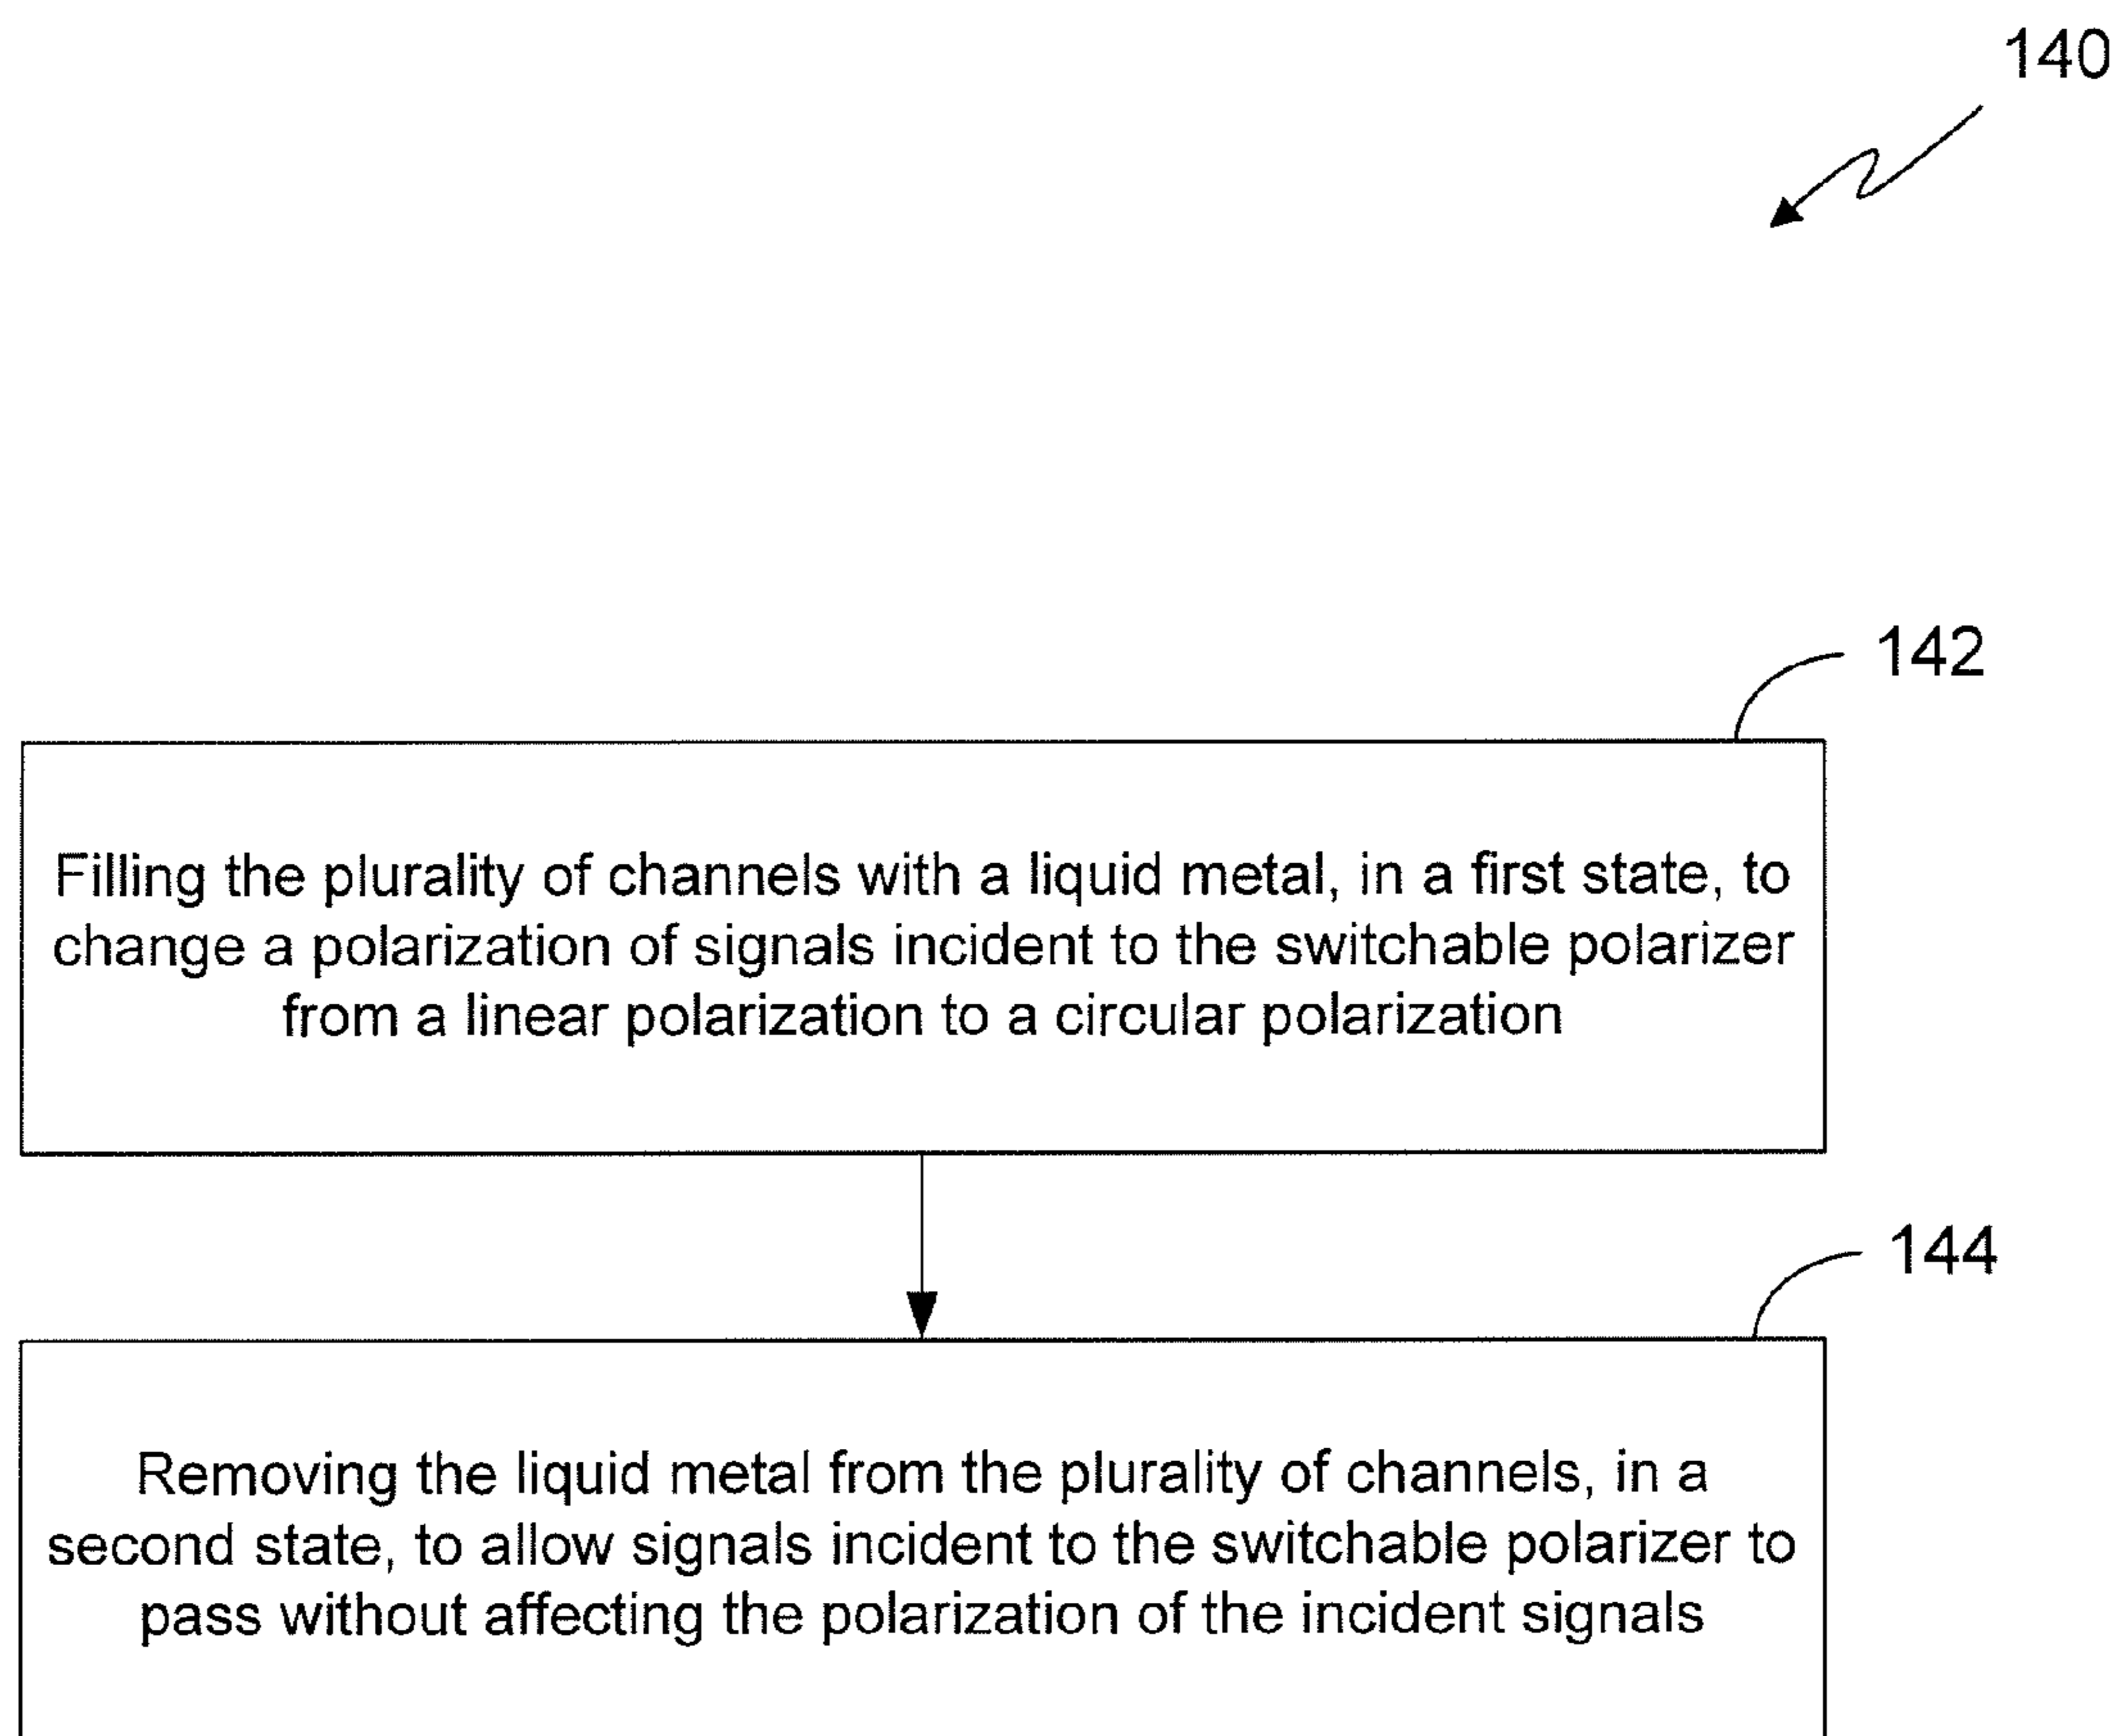 140
142
Filling the plurality of channels with a liquid metal, in a first state, to
change a polarization of signals incident to the switchable polarizer
from a linear polarization to a circular polarization
144
Removing the liquid metal from the plurality of channels, in a
second state, to allow signals incident to the switchable polarizer to
pass without affecting the polarization of the incident signals